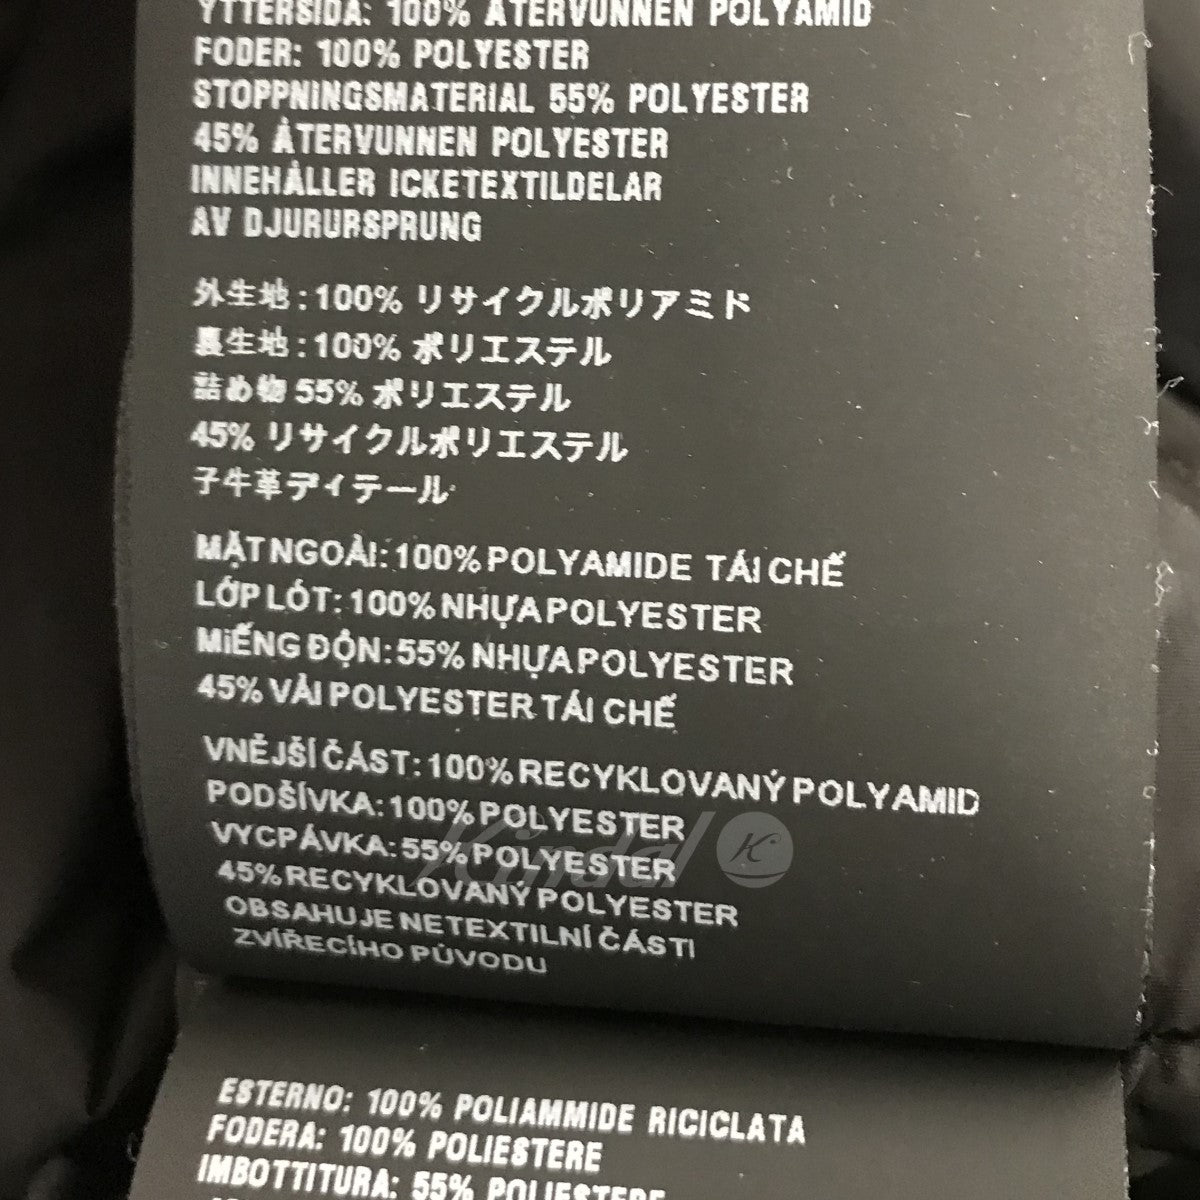 YTTERSIDA: 100% ÅTERVUNNEN POLYAMID
FODER: 100% POLYESTER
STOPPNINGSMATERIAL 55% POLYESTER
45% ÅTERVUNNEN POLYESTER
INNEHÅLLER ICKETEXTILDELAR
AV DJURURSPRUNG
外生地:100% リサイクルポリアミド
裏生地:100% ポリエステル
詰め物 55% ポリエステル
45% リサイクルポリエステル
子牛革ディテール
MẶT NGOÀI: 100% POLYAMIDE TÁI CHẾ
LỚP LÓT: 100% NHỰA POLYESTER
MIẾNG ĐỘN: 55% NHỰA POLYESTER
45% VẢI POLYESTER TÁI CHẾ
VNĚJŠÍ ČÁST: 100% RECYKLOVANÝ POLYAMID
PODŠÍVKA: 100% POLYESTER
VYCPÁVKA: 55% POLYESTER
45% RECYKLOVANÝ POLYESTER
OBSAHUJE NETEXTILNÍ ČÁSTI
ZVÍŘECÍHO PŮVODU
Kindal K
ESTERNO: 100% POLIAMMIDE RICICLATA
FODERA: 100% POLIESTERE
IMBOTTITURA: 55% POLIESTERE